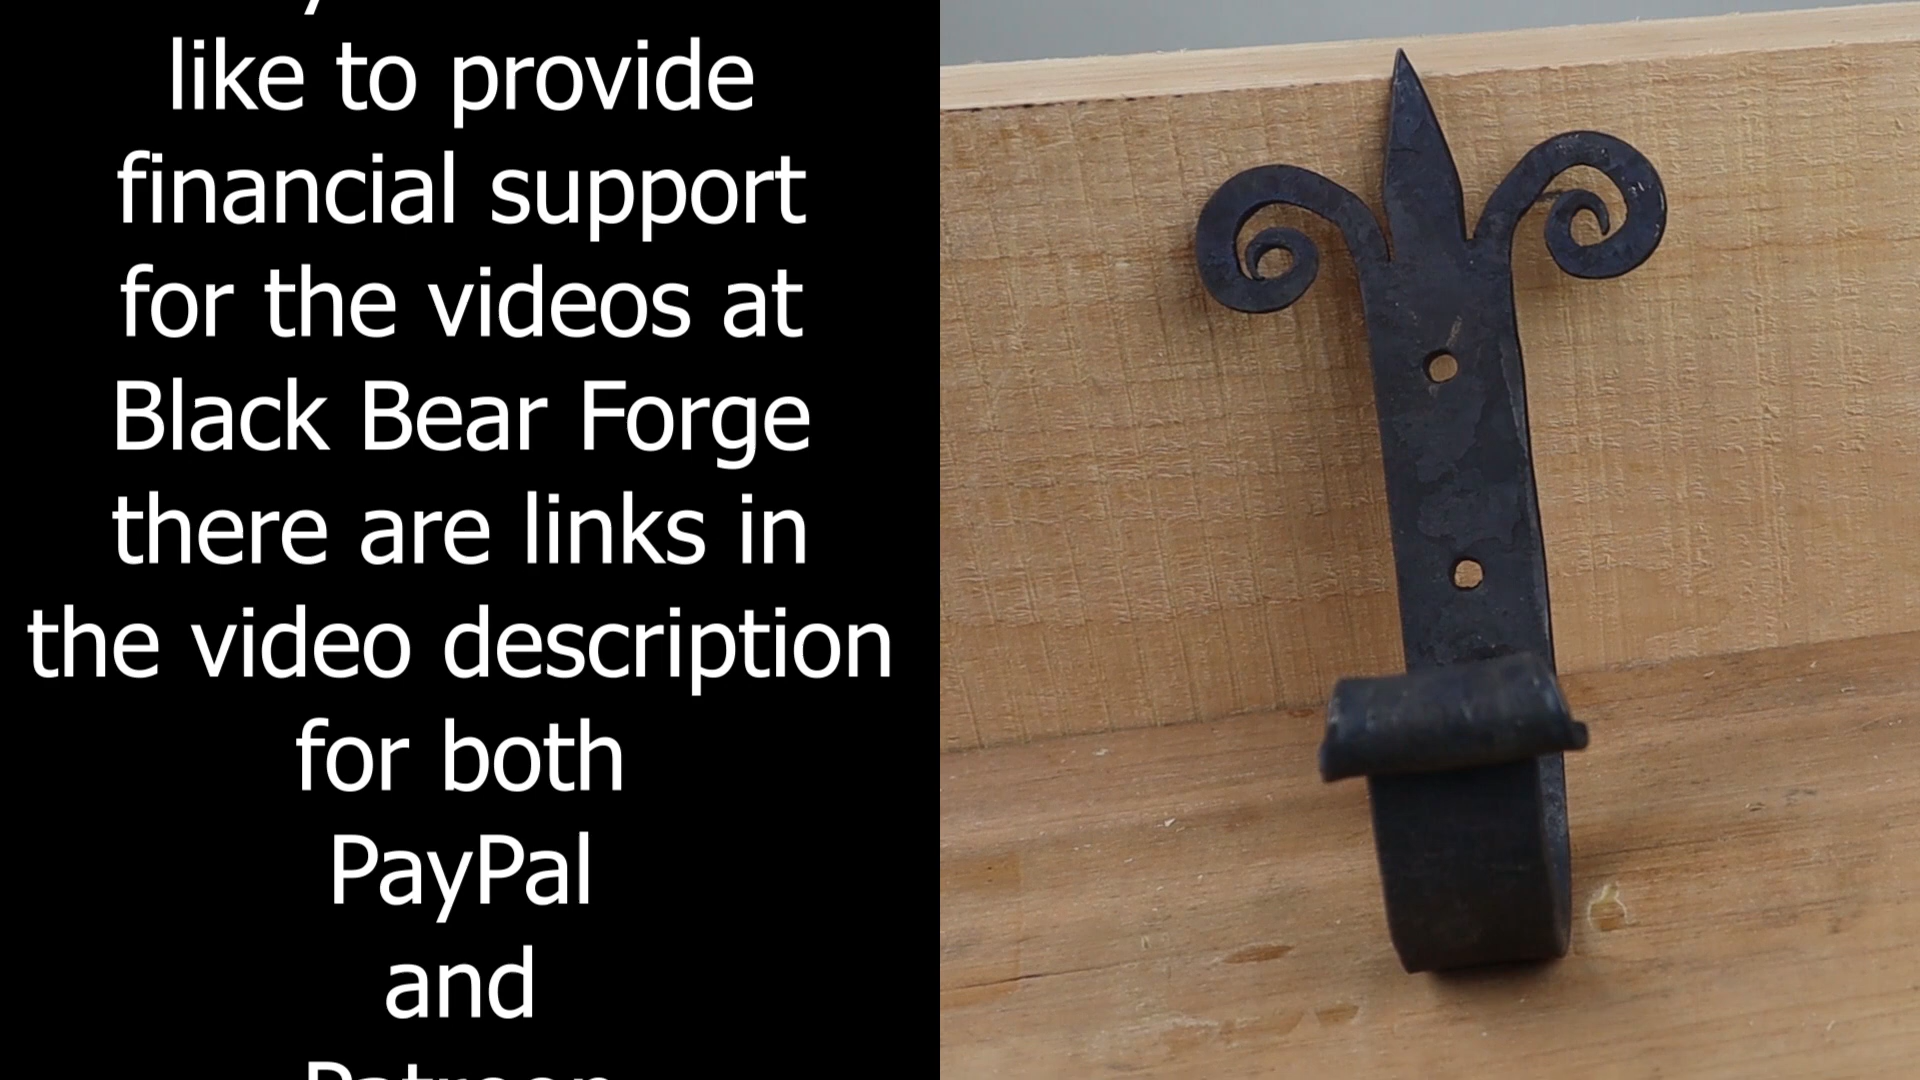 like to provide
financial support
for the videos at
Black Bear Forge
there are links in
the video description
for both
PayPal
and
Patreon